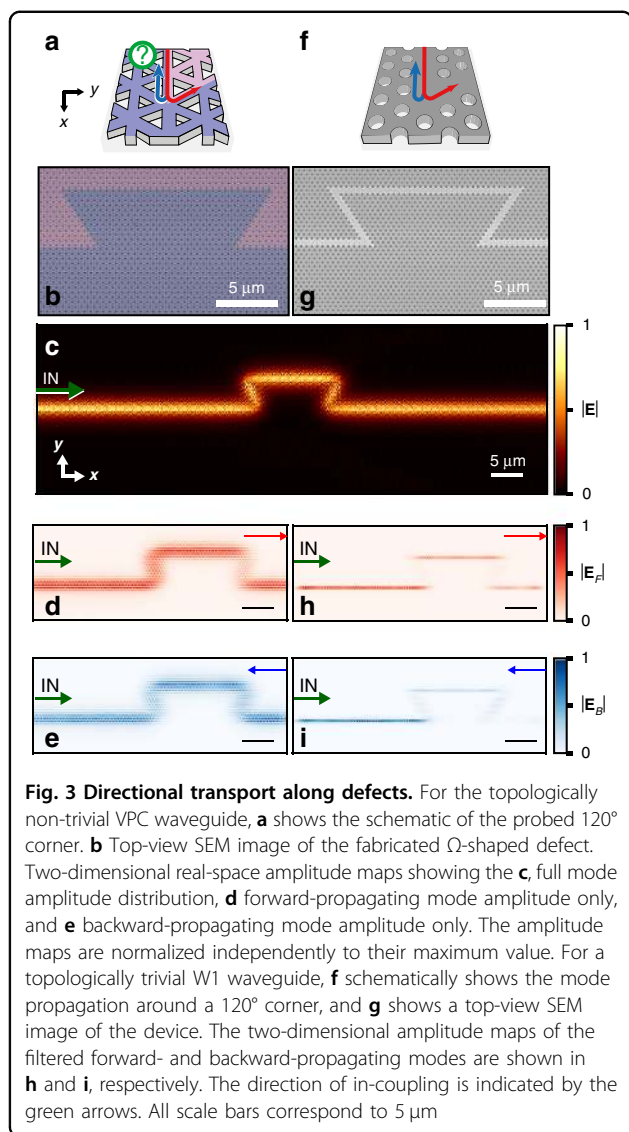 a
f
?
y
x
b
5 μm
g
5 μm
c
IN
y
x
5 μm
1
|E|
0
IN
d
IN
h
1
|E_F|
0
IN
e
IN
i
1
|E_B|
0
Fig. 3 Directional transport along defects. For the topologically
non-trivial VPC waveguide, a shows the schematic of the probed 120°
corner. b Top-view SEM image of the fabricated Ω-shaped defect.
Two-dimensional real-space amplitude maps showing the c, full mode
amplitude distribution, d forward-propagating mode amplitude only,
and e backward-propagating mode amplitude only. The amplitude
maps are normalized independently to their maximum value. For a
topologically trivial W1 waveguide, f schematically shows the mode
propagation around a 120° corner, and g shows a top-view SEM
image of the device. The two-dimensional amplitude maps of the
filtered forward- and backward-propagating modes are shown in
h and i, respectively. The direction of in-coupling is indicated by the
green arrows. All scale bars correspond to 5 μm